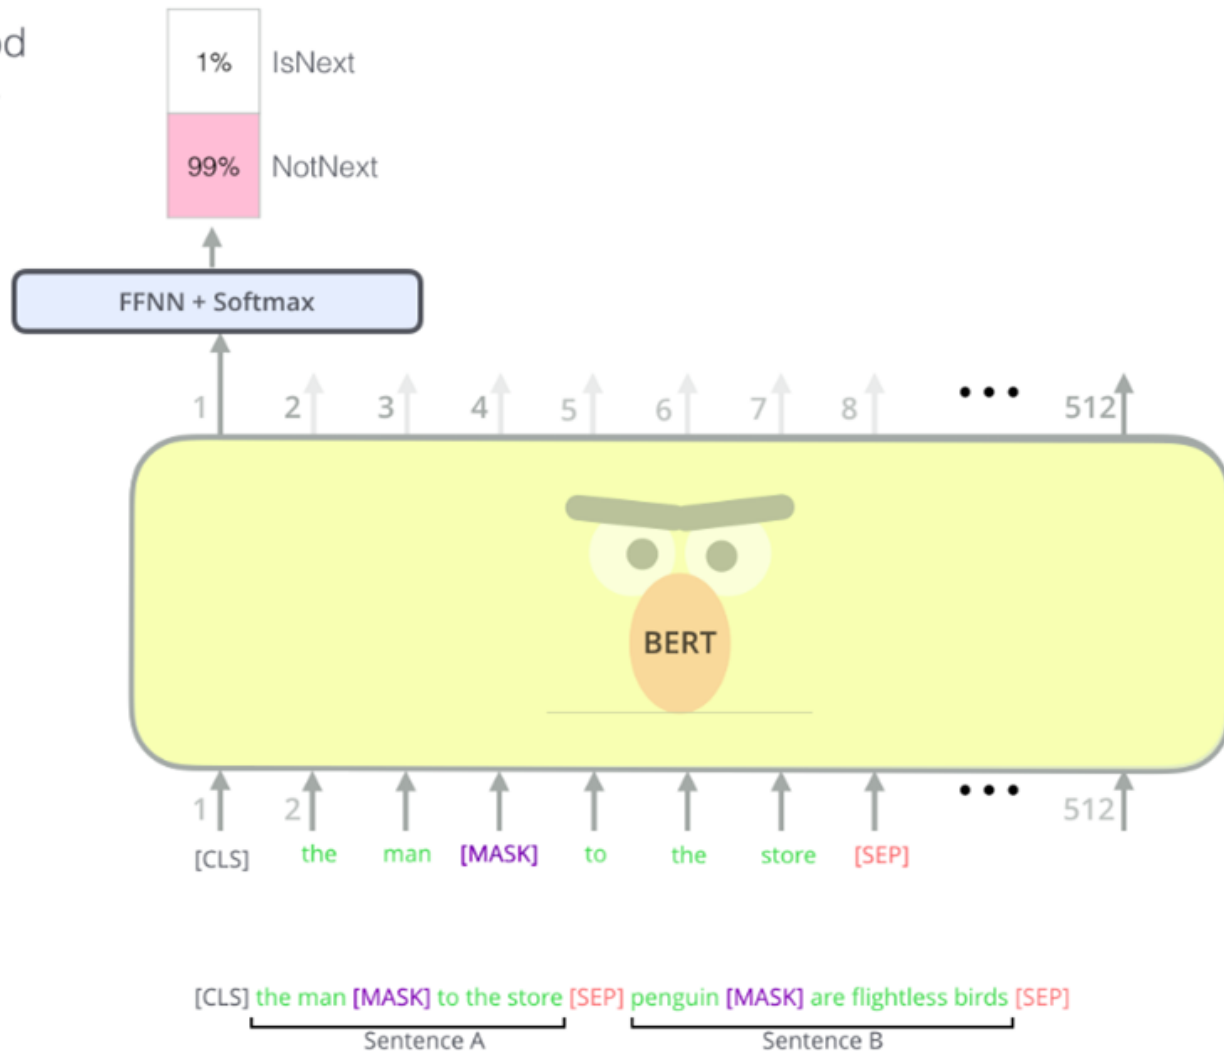 1% IsNext
99% NotNext
FFNN + Softmax
1 2 3 4 5 6 7 8 ••• 512
BERT
1 2 ••• 512
[CLS] the man [MASK] to the store [SEP]
[CLS] the man [MASK] to the store [SEP] penguin [MASK] are flightless birds [SEP]
Sentence A Sentence B